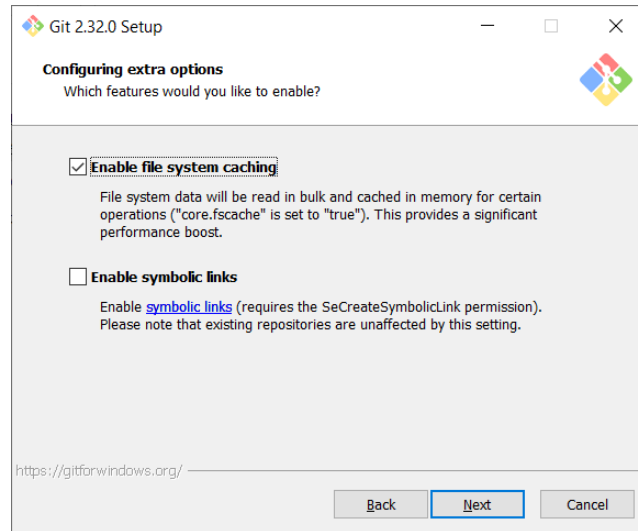 Git 2.32.0 Setup
Configuring extra options
Which features would you like to enable?
Enable file system caching
File system data will be read in bulk and cached in memory for certain
operations ("core.fscache" is set to "true"). This provides a significant
performance boost.
Enable symbolic links
Enable symbolic links (requires the SeCreateSymbolicLink permission).
Please note that existing repositories are unaffected by this setting.
https://gitforwindows.org/
Back Next Cancel